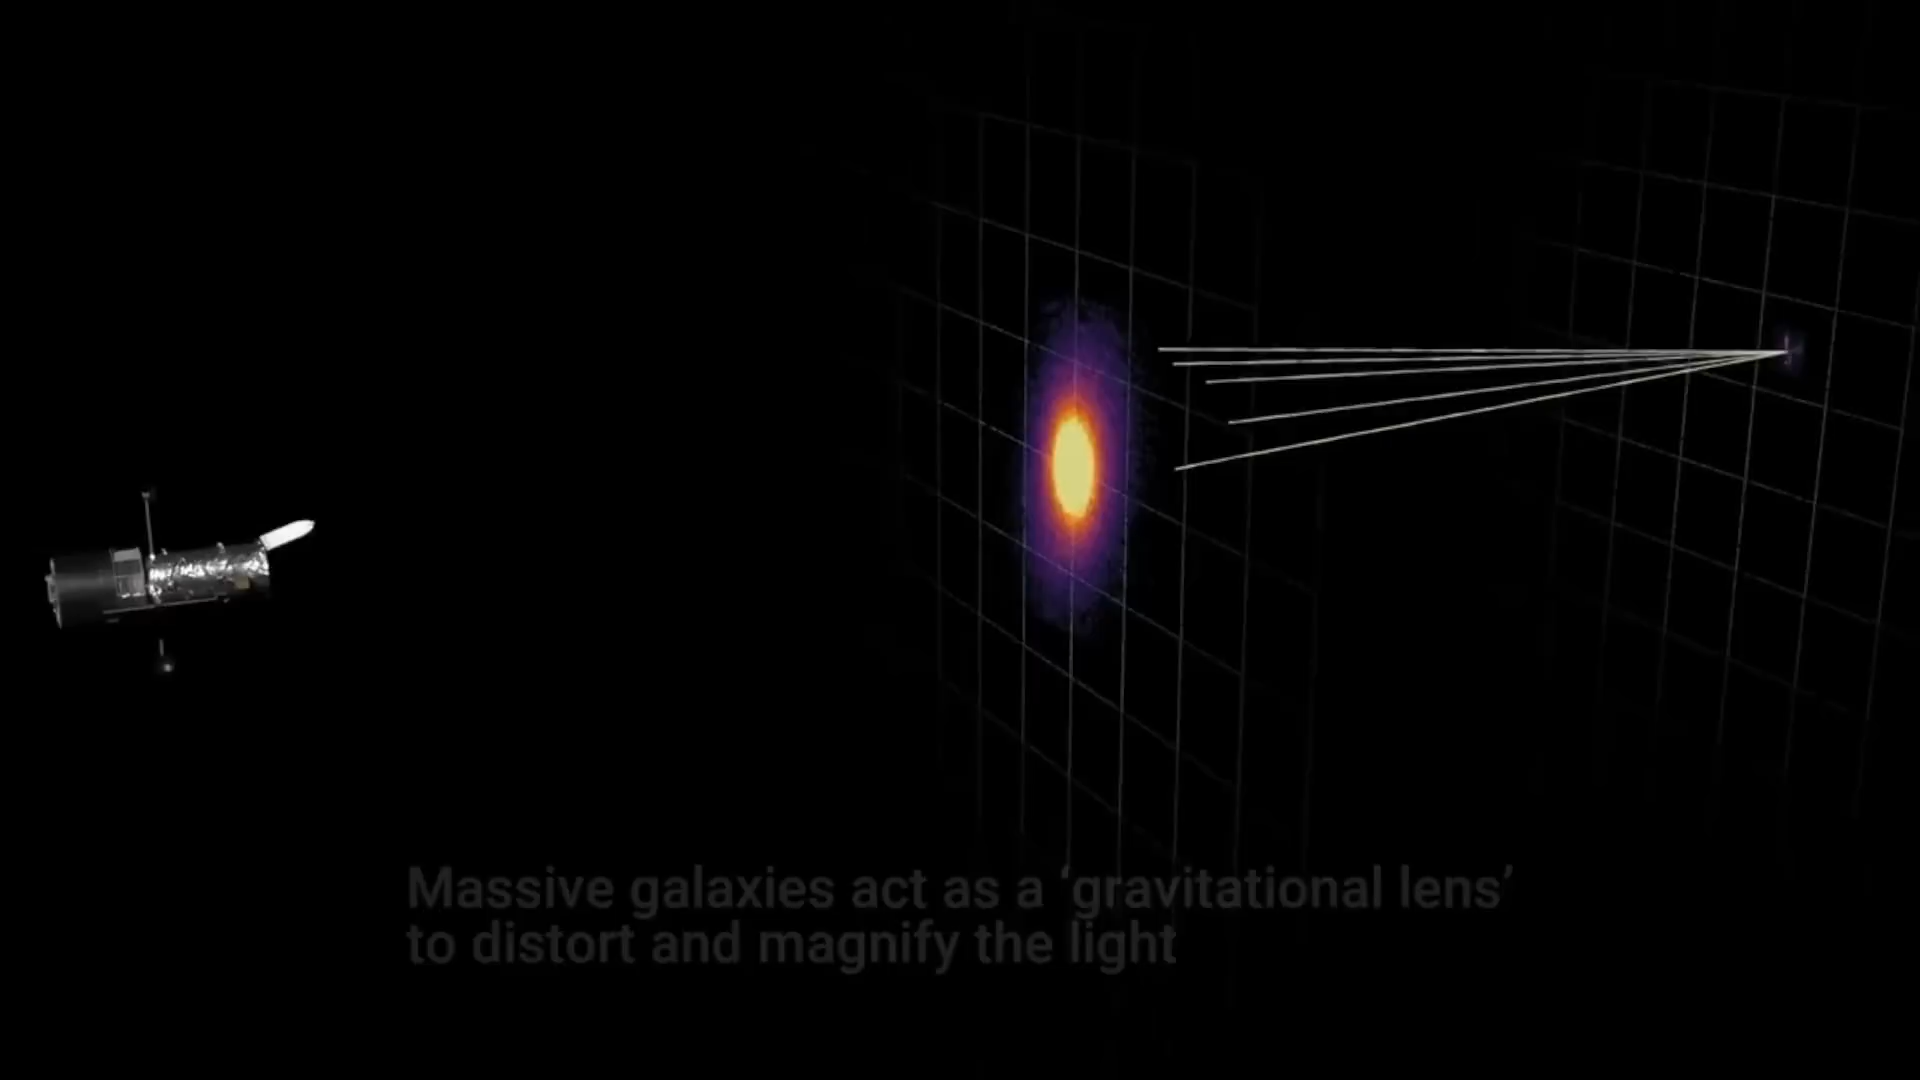 Massive galaxies act as a ‘gravitational lens’
to distort and magnify the light